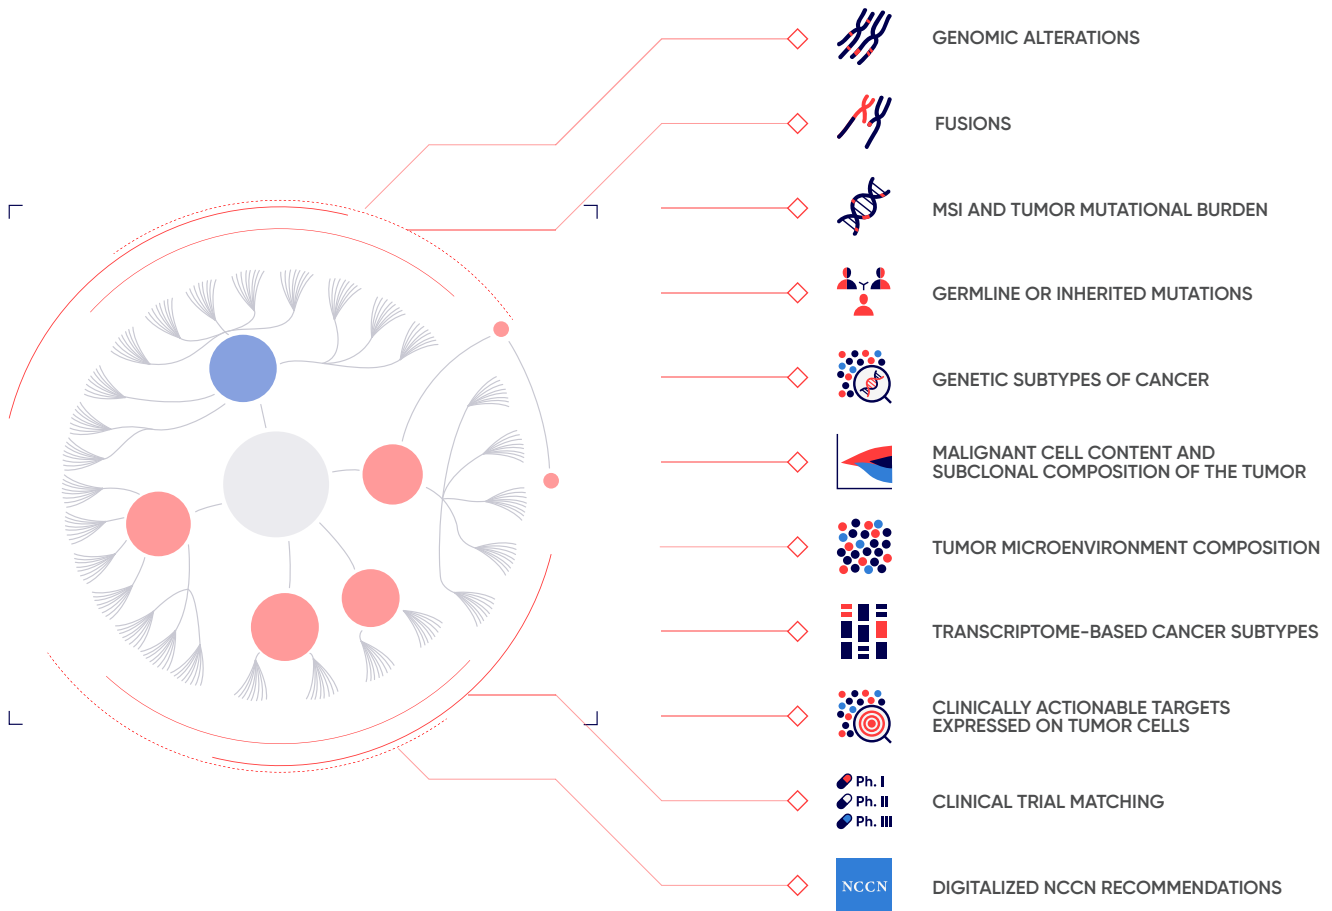 GENOMIC ALTERATIONS
FUSIONS
MSI AND TUMOR MUTATIONAL BURDEN
GERMLINE OR INHERITED MUTATIONS
GENETIC SUBTYPES OF CANCER
MALIGNANT CELL CONTENT AND
SUBCLONAL COMPOSITION OF THE TUMOR
TUMOR MICROENVIRONMENT COMPOSITION
TRANSCRIPTOME-BASED CANCER SUBTYPES
CLINICALLY ACTIONABLE TARGETS
EXPRESSED ON TUMOR CELLS
Ph. I
Ph. II
Ph. III
CLINICAL TRIAL MATCHING
NCCN
DIGITALIZED NCCN RECOMMENDATIONS